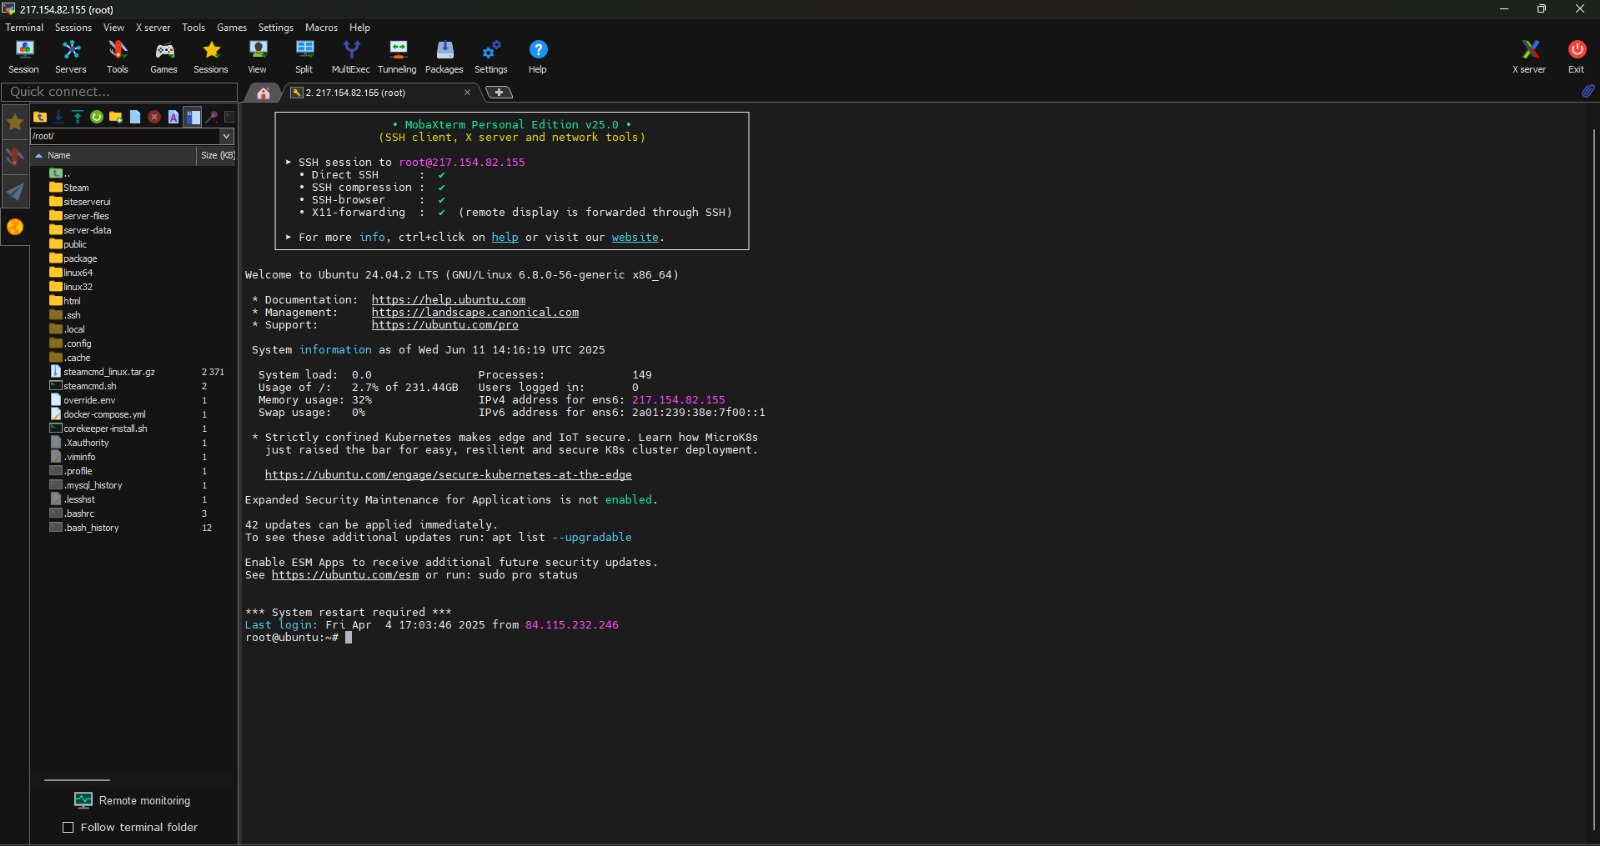 217.154.82.155 (root)
Terminal Sessions View X server Tools Games Settings Macros Help
Session Servers Tools Games Sessions View Split MultiExec Tunneling Packages Settings Help X server Exit
Quick connect...
2. 217.154.82.155 (root)
/root/
Name Size (KB)
..
Steam
siteserverui
server-files
server-data
public
package
linux64
linux32
html
.ssh
.local
.config
.cache
steamcmd_linux.tar.gz 2 371
steamcmd.sh 2
override.env 1
docker-compose.yml 1
corekeeper-install.sh 1
.Xauthority 1
.viminfo 1
.profile 1
.mysql_history 1
.lesshst 1
.bashrc 3
.bash_history 12
Remote monitoring
Follow terminal folder
• MobaXterm Personal Edition v25.0 •
(SSH client, X server and network tools)
➤ SSH session to root@217.154.82.155
• Direct SSH : ✔
• SSH compression : ✔
• SSH-browser : ✔
• X11-forwarding : ✔ (remote display is forwarded through SSH)
➤ For more info, ctrl+click on help or visit our website.
Welcome to Ubuntu 24.04.2 LTS (GNU/Linux 6.8.0-56-generic x86_64)
* Documentation: https://help.ubuntu.com
* Management: https://landscape.canonical.com
* Support: https://ubuntu.com/pro
System information as of Wed Jun 11 14:16:19 UTC 2025
System load: 0.0 Processes: 149
Usage of /: 2.7% of 231.44GB Users logged in: 0
Memory usage: 32% IPv4 address for ens6: 217.154.82.155
Swap usage: 0% IPv6 address for ens6: 2a01:239:38e:7f00::1
* Strictly confined Kubernetes makes edge and IoT secure. Learn how MicroK8s
just raised the bar for easy, resilient and secure K8s cluster deployment.
https://ubuntu.com/engage/secure-kubernetes-at-the-edge
Expanded Security Maintenance for Applications is not enabled.
42 updates can be applied immediately.
To see these additional updates run: apt list --upgradable
Enable ESM Apps to receive additional future security updates.
See https://ubuntu.com/esm or run: sudo pro status
*** System restart required ***
Last login: Fri Apr 4 17:03:46 2025 from 84.115.232.246
root@ubuntu:~#